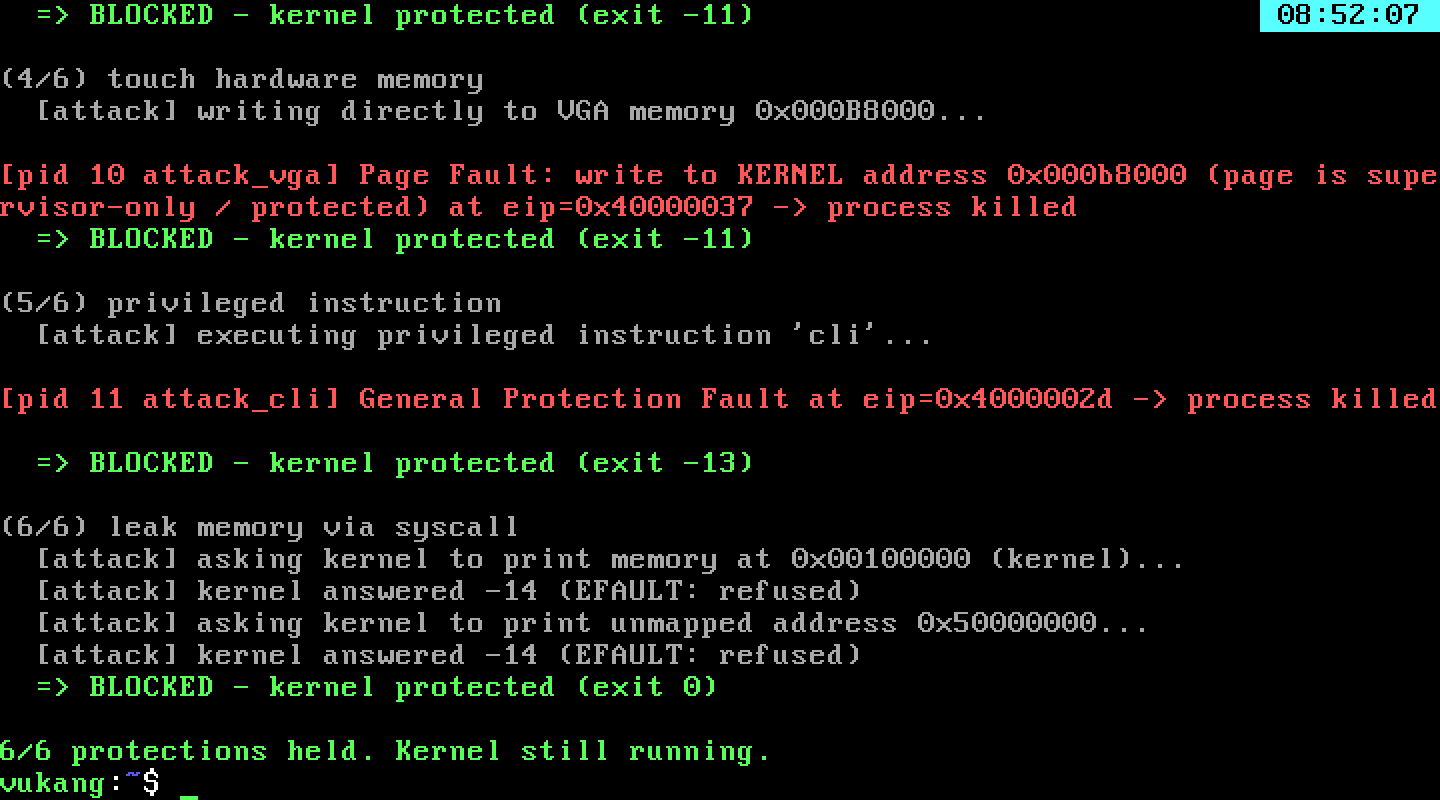 => BLOCKED - kernel protected (exit -11)
08:52:07
(4/6) touch hardware memory
  [attack] writing directly to VGA memory 0x000B8000...
[pid 10 attack_vga] Page Fault: write to KERNEL address 0x000b8000 (page is supe
rvisor-only / protected) at eip=0x40000037 -> process killed
  => BLOCKED - kernel protected (exit -11)
(5/6) privileged instruction
  [attack] executing privileged instruction 'cli'...
[pid 11 attack_cli] General Protection Fault at eip=0x4000002d -> process killed
  => BLOCKED - kernel protected (exit -13)
(6/6) leak memory via syscall
  [attack] asking kernel to print memory at 0x00100000 (kernel)...
  [attack] kernel answered -14 (EFAULT: refused)
  [attack] asking kernel to print unmapped address 0x50000000...
  [attack] kernel answered -14 (EFAULT: refused)
  => BLOCKED - kernel protected (exit 0)
6/6 protections held. Kernel still running.
vukang:~$ _